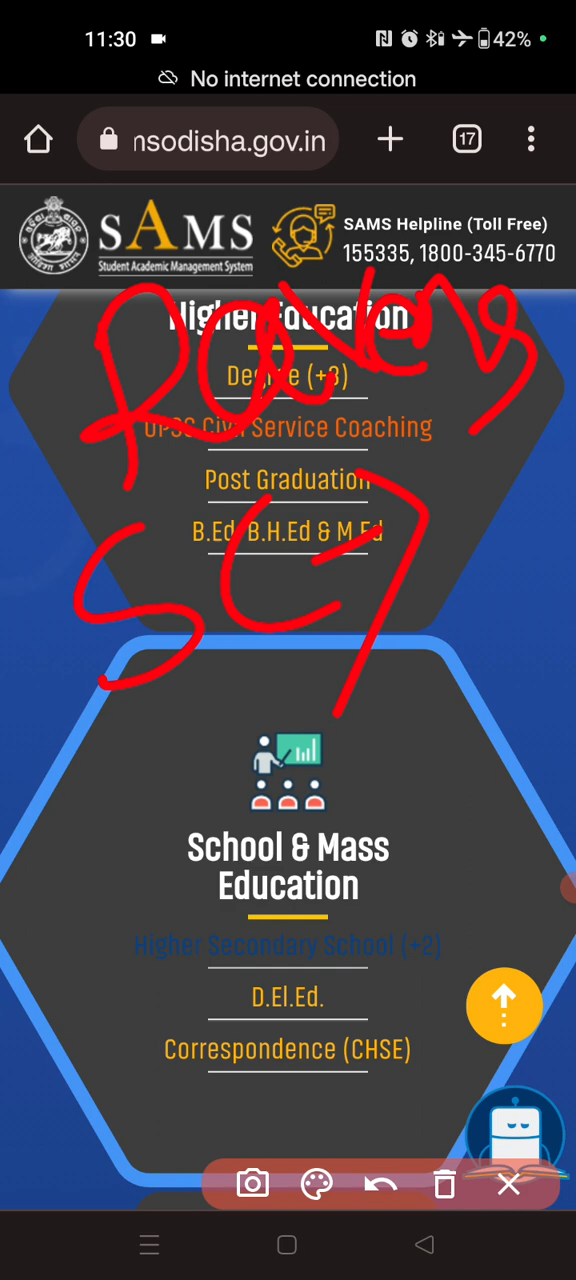 11:30
42%
No internet connection
nsodisha.gov.in
17
SAMS
Student Academic Management System
SAMS Helpline (Toll Free)
155335, 1800-345-6770
Higher Education
Degree (+3)
UPSC Civil Service Coaching
Post Graduation
B.Ed, B.H.Ed & M.Ed
School & Mass
Education
Higher Secondary School (+2)
D.El.Ed.
Correspondence (CHSE)